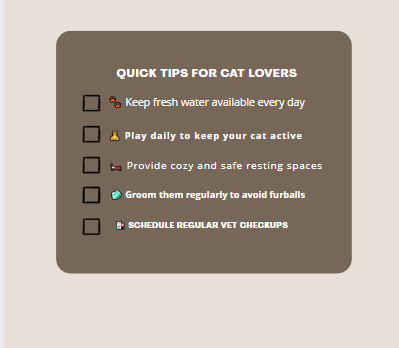 QUICK TIPS FOR CAT LOVERS
Keep fresh water available every day
Play daily to keep your cat active
Provide cozy and safe resting spaces
Groom them regularly to avoid furballs
SCHEDULE REGULAR VET CHECKUPS